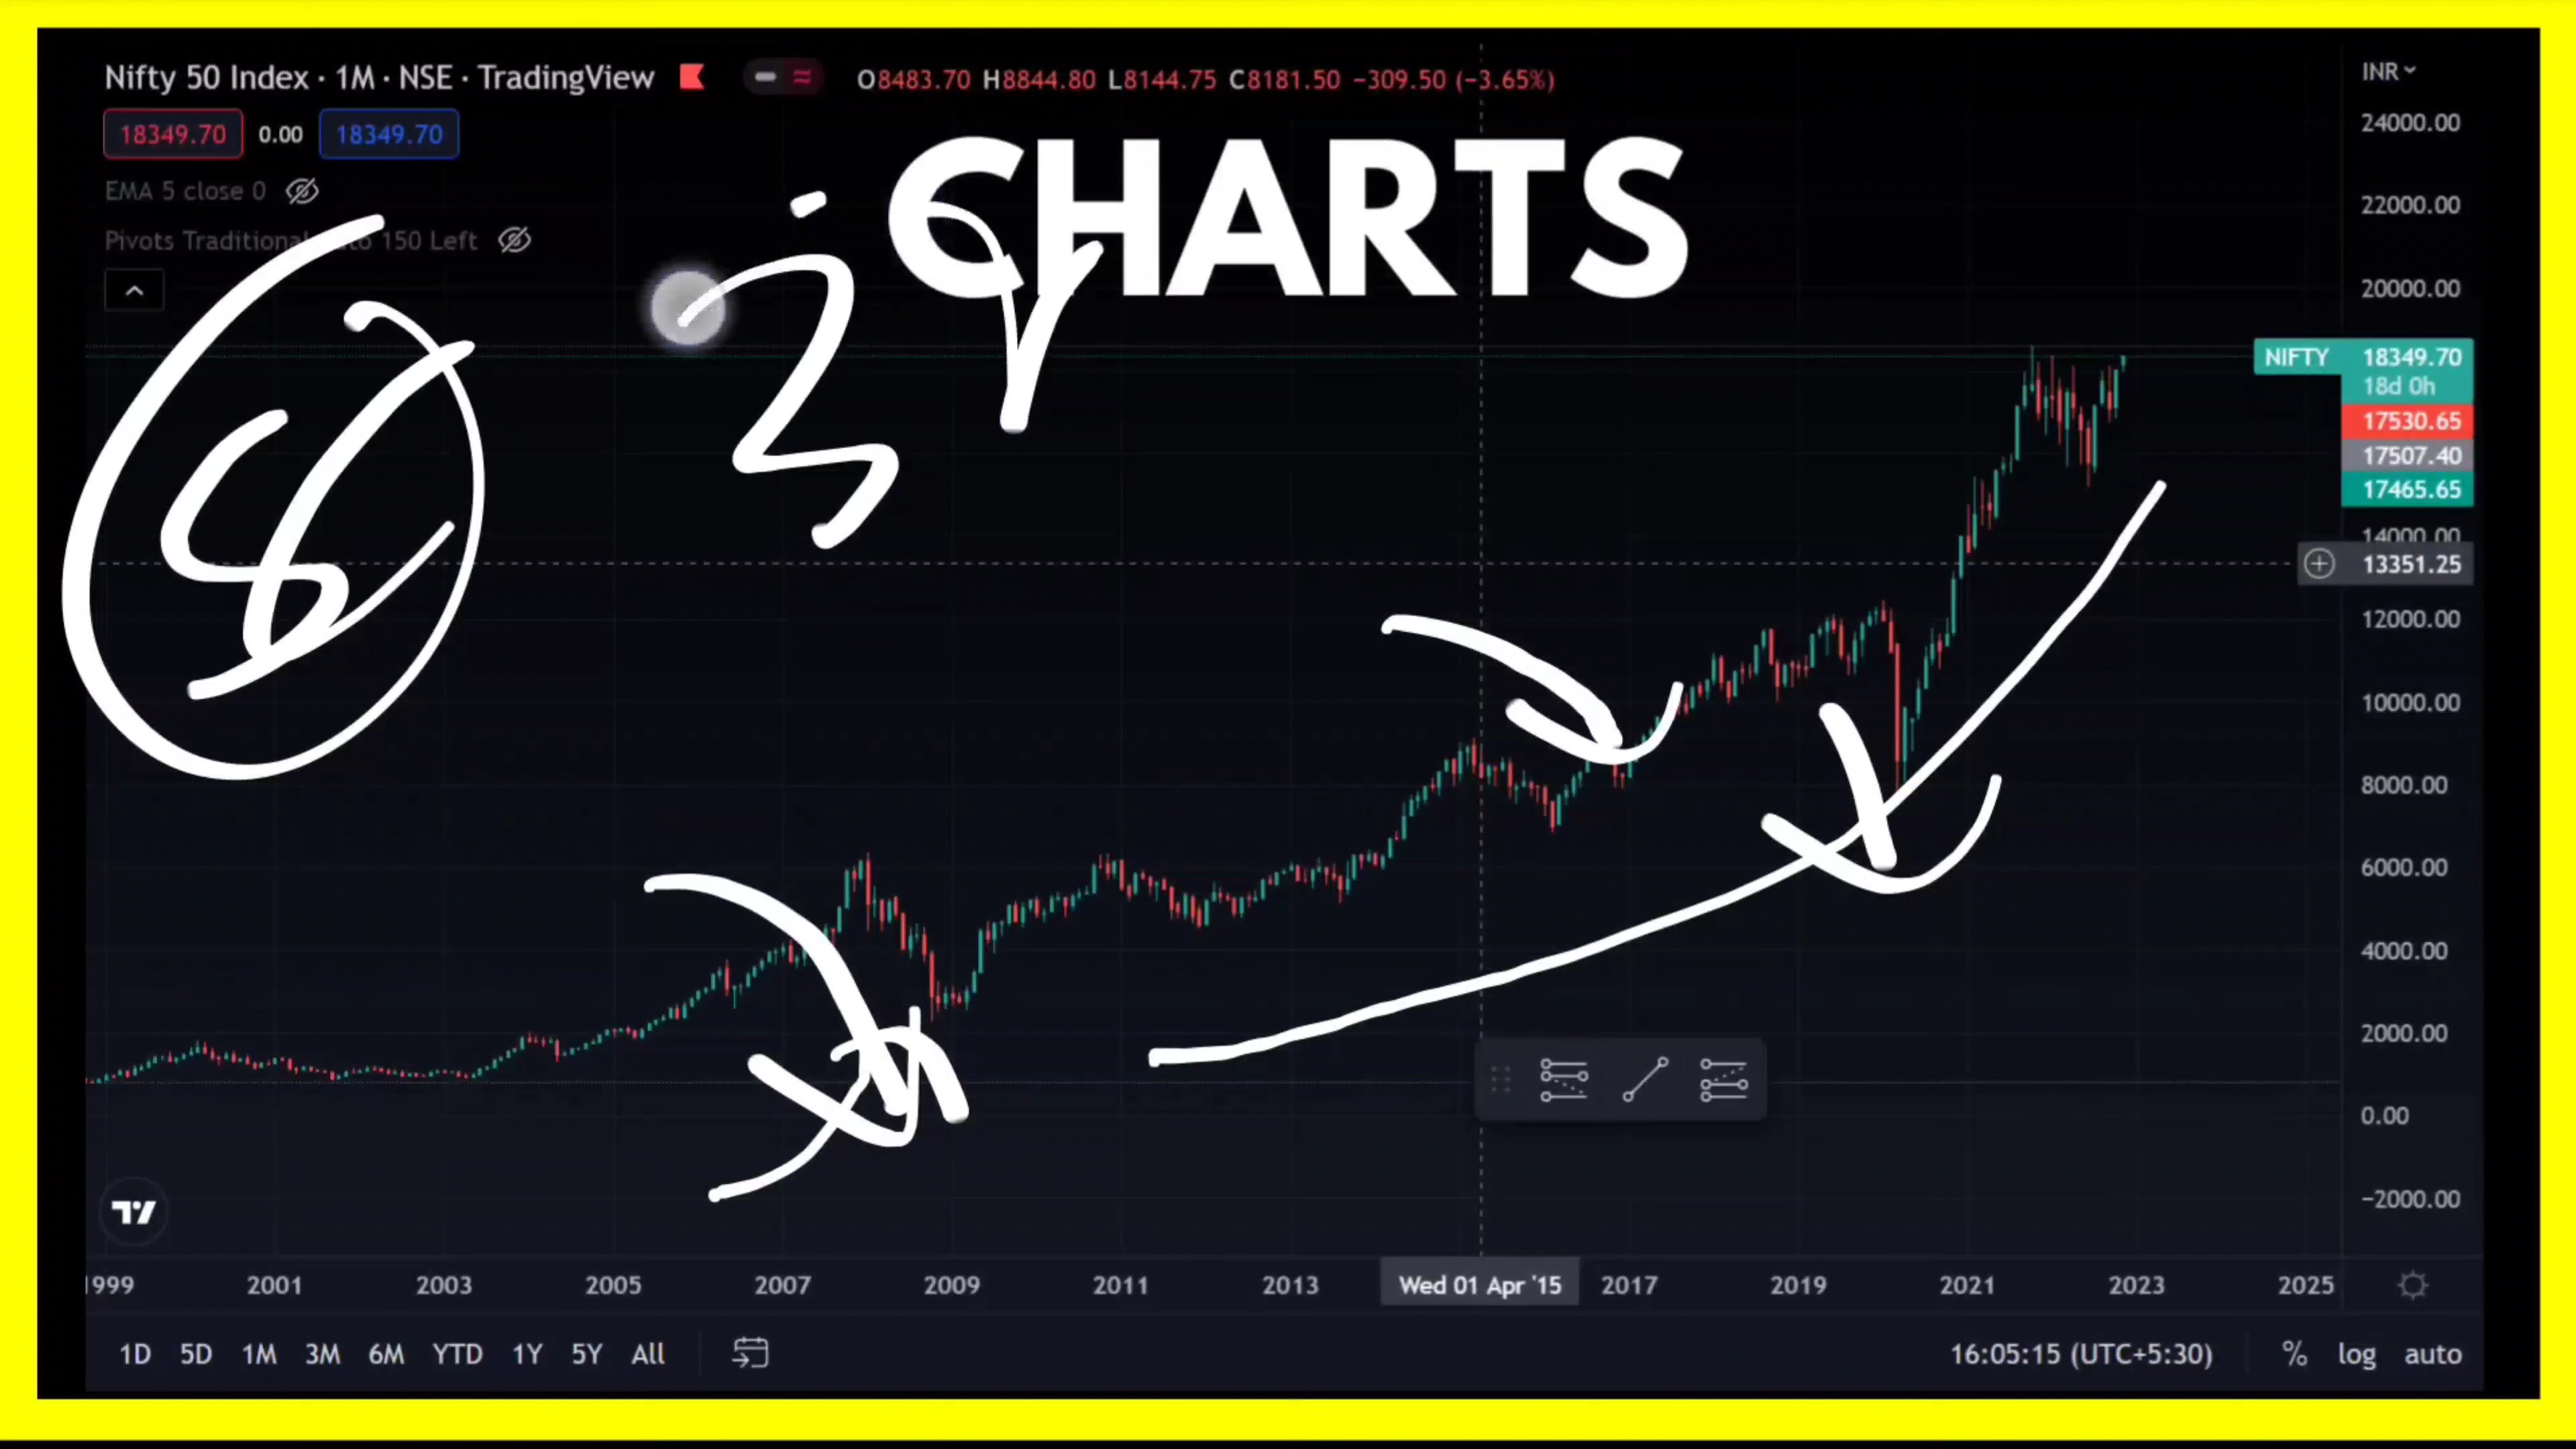 Nifty 50 Index · 1M · NSE · TradingView O8483.70 H8844.80 L8144.75 C8181.50 −309.50 (−3.65%)
INR
18349.70 0.00 18349.70
CHARTS
EMA 5 close 0
Pivots Traditional 150 Left
24000.00
22000.00
20000.00
NIFTY 18349.70
18d 0h
17530.65
17507.40
17465.65
14000.00
13351.25
12000.00
10000.00
8000.00
6000.00
4000.00
2000.00
0.00
−2000.00
1999 2001 2003 2005 2007 2009 2011 2013 Wed 01 Apr '15 2017 2019 2021 2023 2025
1D 5D 1M 3M 6M YTD 1Y 5Y All 16:05:15 (UTC+5:30) % log auto